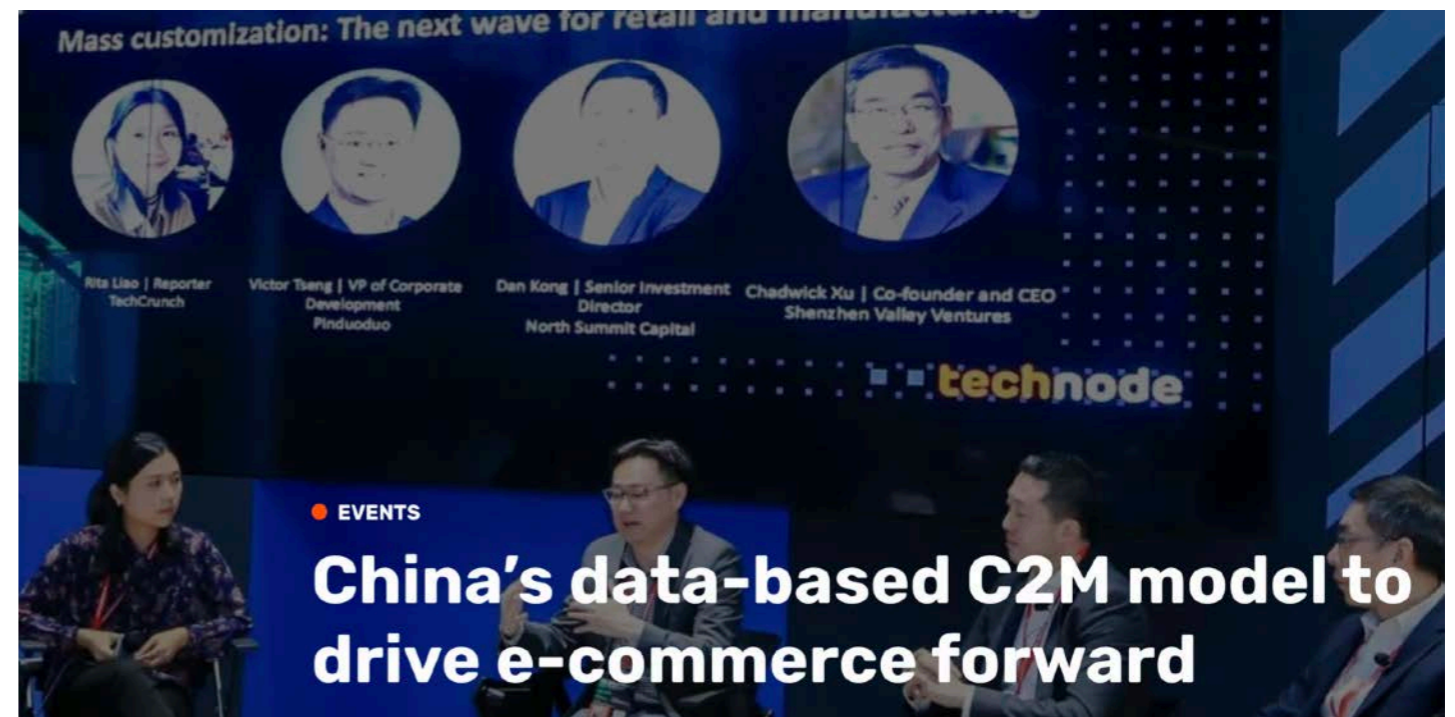 Mass customization: The next wave for retail and manufacturing
Rita Liao | Reporter
TechCrunch
Victor Tseng | VP of Corporate
Development
Pinduoduo
Dan Kong | Senior Investment
Director
North Summit Capital
Chadwick Xu | Co-founder and CEO
Shenzhen Valley Ventures
technode
EVENTS
China’s data-based C2M model to
drive e-commerce forward